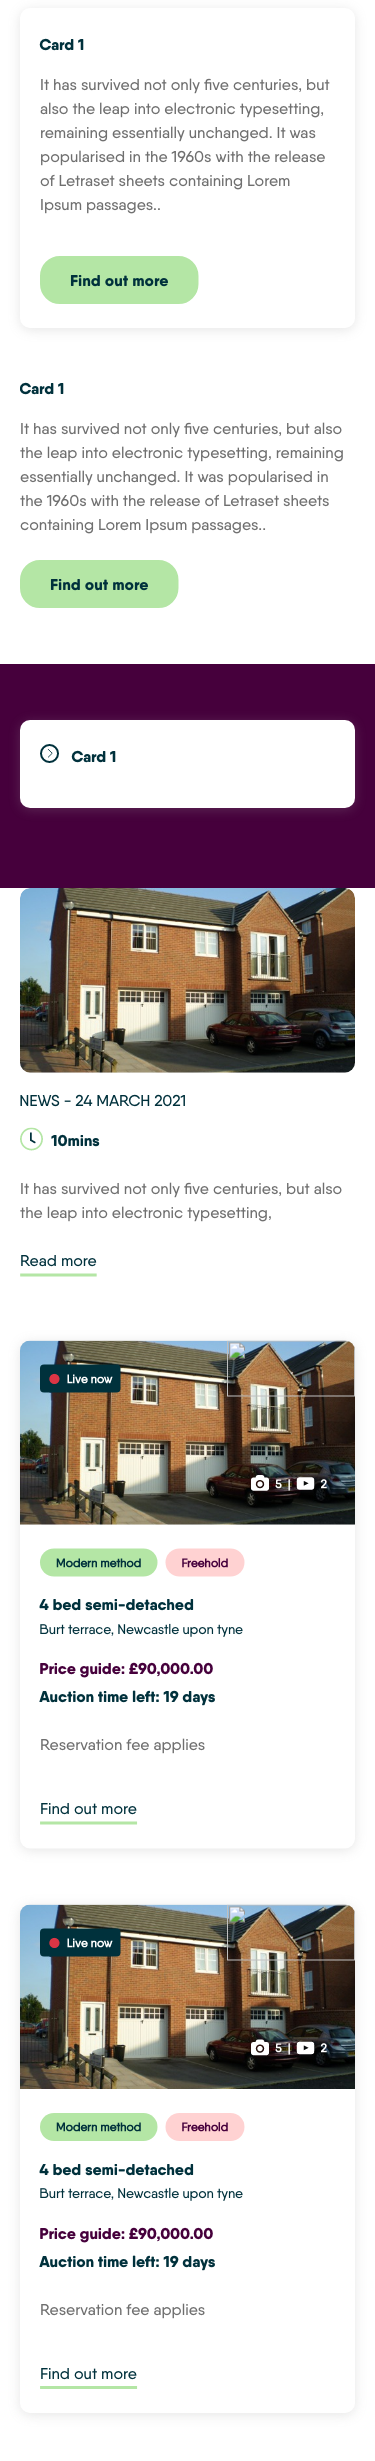 Card 1
It has survived not only five centuries, but
also the leap into electronic typesetting,
remaining essentially unchanged. It was
popularised in the 1960s with the release
of Letraset sheets containing Lorem
Ipsum passages..
Find out more
Card 1
It has survived not only five centuries, but also
the leap into electronic typesetting, remaining
essentially unchanged. It was popularised in
the 1960s with the release of Letraset sheets
containing Lorem Ipsum passages..
Find out more
Card 1
NEWS - 24 MARCH 2021
10mins
It has survived not only five centuries, but also
the leap into electronic typesetting,
Read more
Live now
5 | 2
Modern method Freehold
4 bed semi-detached
Burt terrace, Newcastle upon tyne
Price guide: £90,000.00
Auction time left: 19 days
Reservation fee applies
Find out more
Live now
5 | 2
Modern method Freehold
4 bed semi-detached
Burt terrace, Newcastle upon tyne
Price guide: £90,000.00
Auction time left: 19 days
Reservation fee applies
Find out more